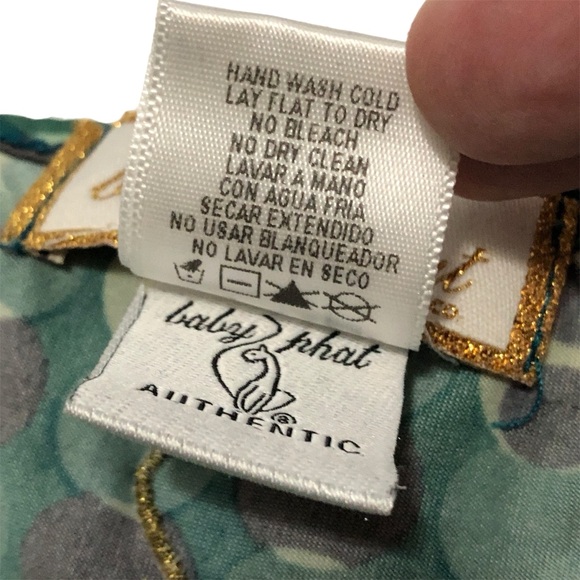 HAND WASH COLD
LAY FLAT TO DRY
NO BLEACH
NO DRY CLEAN
LAVAR A MANO
CON AGUA FRIA
SECAR EXTENDIDO
NO USAR BLANQUEADOR
NO LAVAR EN SECO
baby phat
®
AUTHENTIC